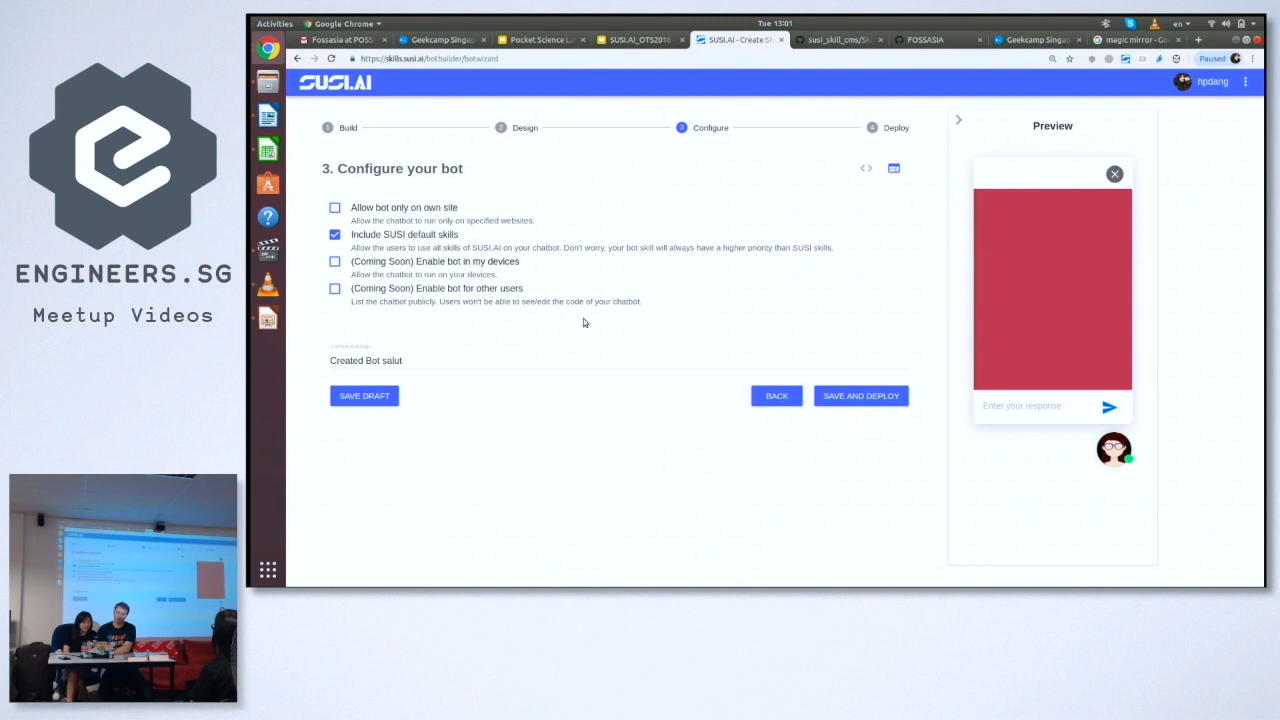 ENGINEERS.SG
Meetup Videos
Activities
Google Chrome
Tue 13:01
en
Fossasia at POSS
Geekcamp Singap
Pocket Science La
SUSI.AI_OTS2018
SUSI.AI - Create Sk
susi_skill_cms/Sk
FOSSASIA
Geekcamp Singap
magic mirror - Go
https://skills.susi.ai/botbuilder/botwizard
Paused
SUSI.AI
hpdang
1 Build
2 Design
3 Configure
4 Deploy
3. Configure your bot
Allow bot only on own site
Allow the chatbot to run only on specified websites.
Include SUSI default skills
Allow the users to use all skills of SUSI.AI on your chatbot. Don't worry, your bot skill will always have a higher priority than SUSI skills.
(Coming Soon) Enable bot in my devices
Allow the chatbot to run on your devices.
(Coming Soon) Enable bot for other users
List the chatbot publicly. Users won't be able to see/edit the code of your chatbot.
Commit message
Created Bot salut
SAVE DRAFT
BACK
SAVE AND DEPLOY
Preview
Enter your response